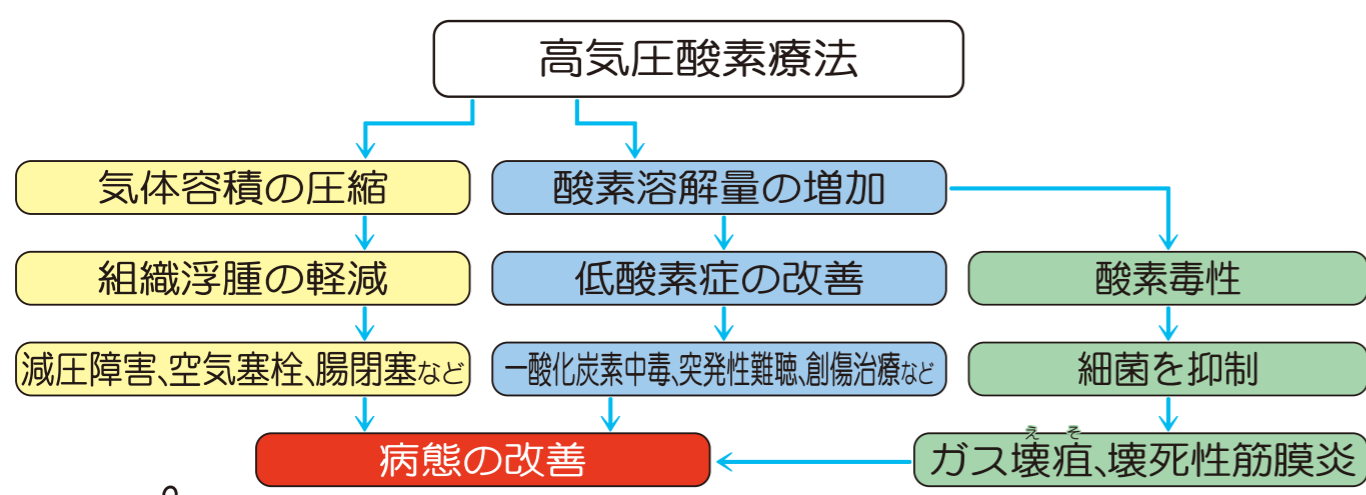 高気圧酸素療法
気体容積の圧縮
酸素溶解量の増加
組織浮腫の軽減
低酸素症の改善
酸素毒性
減圧障害、空気塞栓、腸閉塞など
一酸化炭素中毒、突発性難聴、創傷治療など
細菌を抑制
病態の改善
えそ
ガス壊疽、壊死性筋膜炎